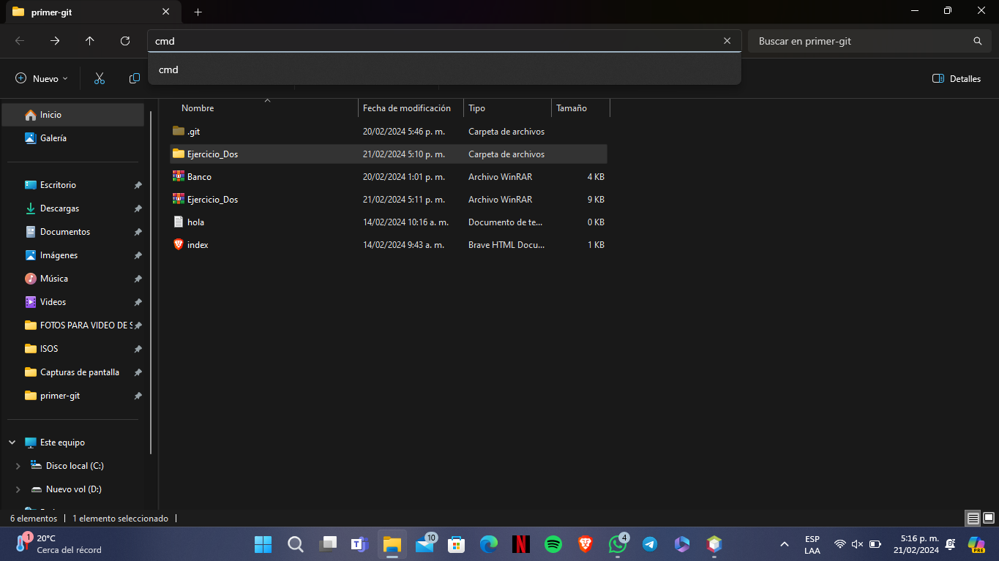 primer-git
cmd
Buscar en primer-git
cmd
Nuevo
Detalles
Nombre
Fecha de modificación
Tipo
Tamaño
.git
20/02/2024 5:46 p. m.
Carpeta de archivos
Ejercicio_Dos
21/02/2024 5:10 p. m.
Carpeta de archivos
Banco
20/02/2024 1:01 p. m.
Archivo WinRAR
4 KB
Ejercicio_Dos
21/02/2024 5:11 p. m.
Archivo WinRAR
9 KB
hola
14/02/2024 10:16 a. m.
Documento de te...
0 KB
index
14/02/2024 9:43 a. m.
Brave HTML Docu...
1 KB
Inicio
Galería
Escritorio
Descargas
Documentos
Imágenes
Música
Videos
FOTOS PARA VIDEO DE S
ISOS
Capturas de pantalla
primer-git
Este equipo
Disco local (C:)
Nuevo vol (D:)
6 elementos
1 elemento seleccionado
1
20°C
Cerca del récord
10
4
ESP
LAA
5:16 p. m.
21/02/2024
PRE